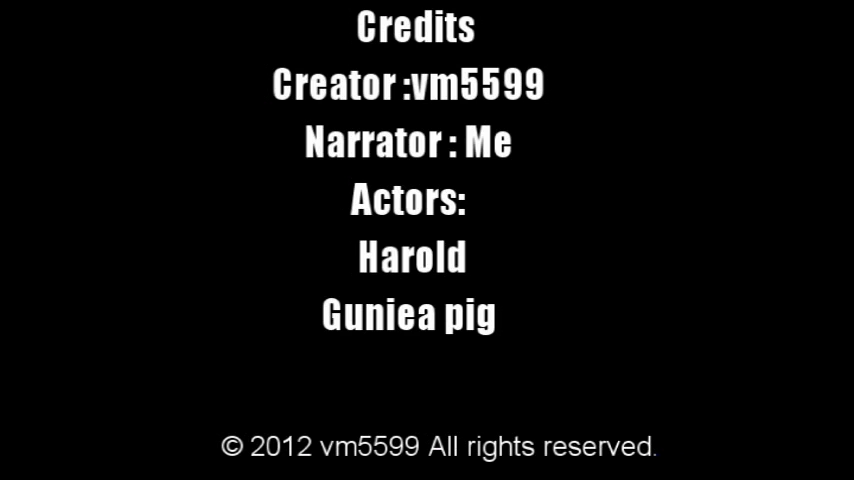 Credits
Creator :vm5599
Narrator : Me
Actors:
Harold
Guniea pig
© 2012 vm5599 All rights reserved.